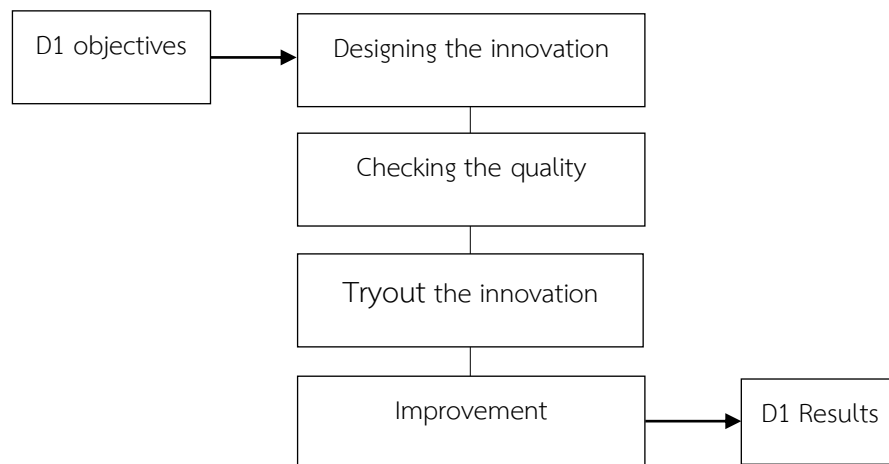 D1 objectives
Designing the innovation
Checking the quality
Tryout the innovation
Improvement
D1 Results